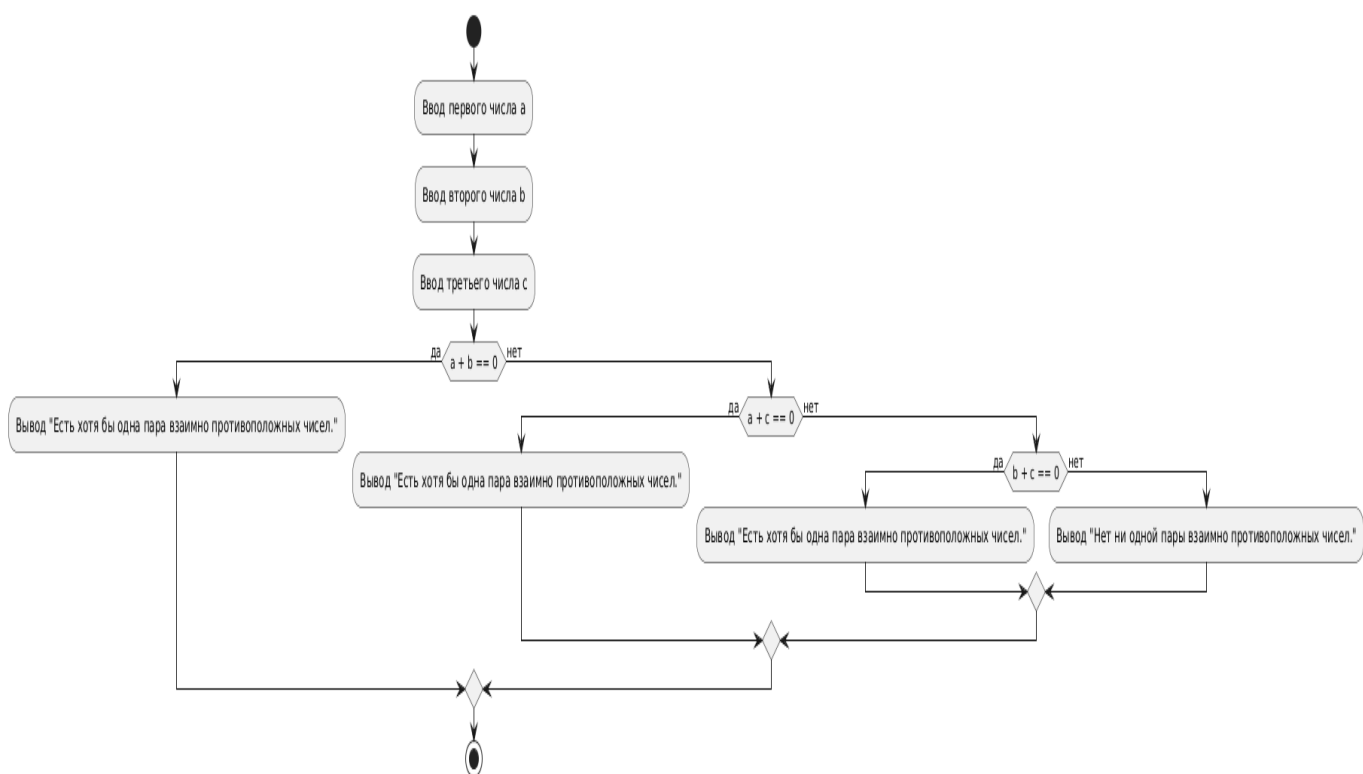 Ввод первого числа a
Ввод второго числа b
Ввод третьего числа c
да
a + b == 0
нет
Вывод "Есть хотя бы одна пара взаимно противоположных чисел."
да
a + c == 0
нет
Вывод "Есть хотя бы одна пара взаимно противоположных чисел."
да
b + c == 0
нет
Вывод "Есть хотя бы одна пара взаимно противоположных чисел."
Вывод "Нет ни одной пары взаимно противоположных чисел."